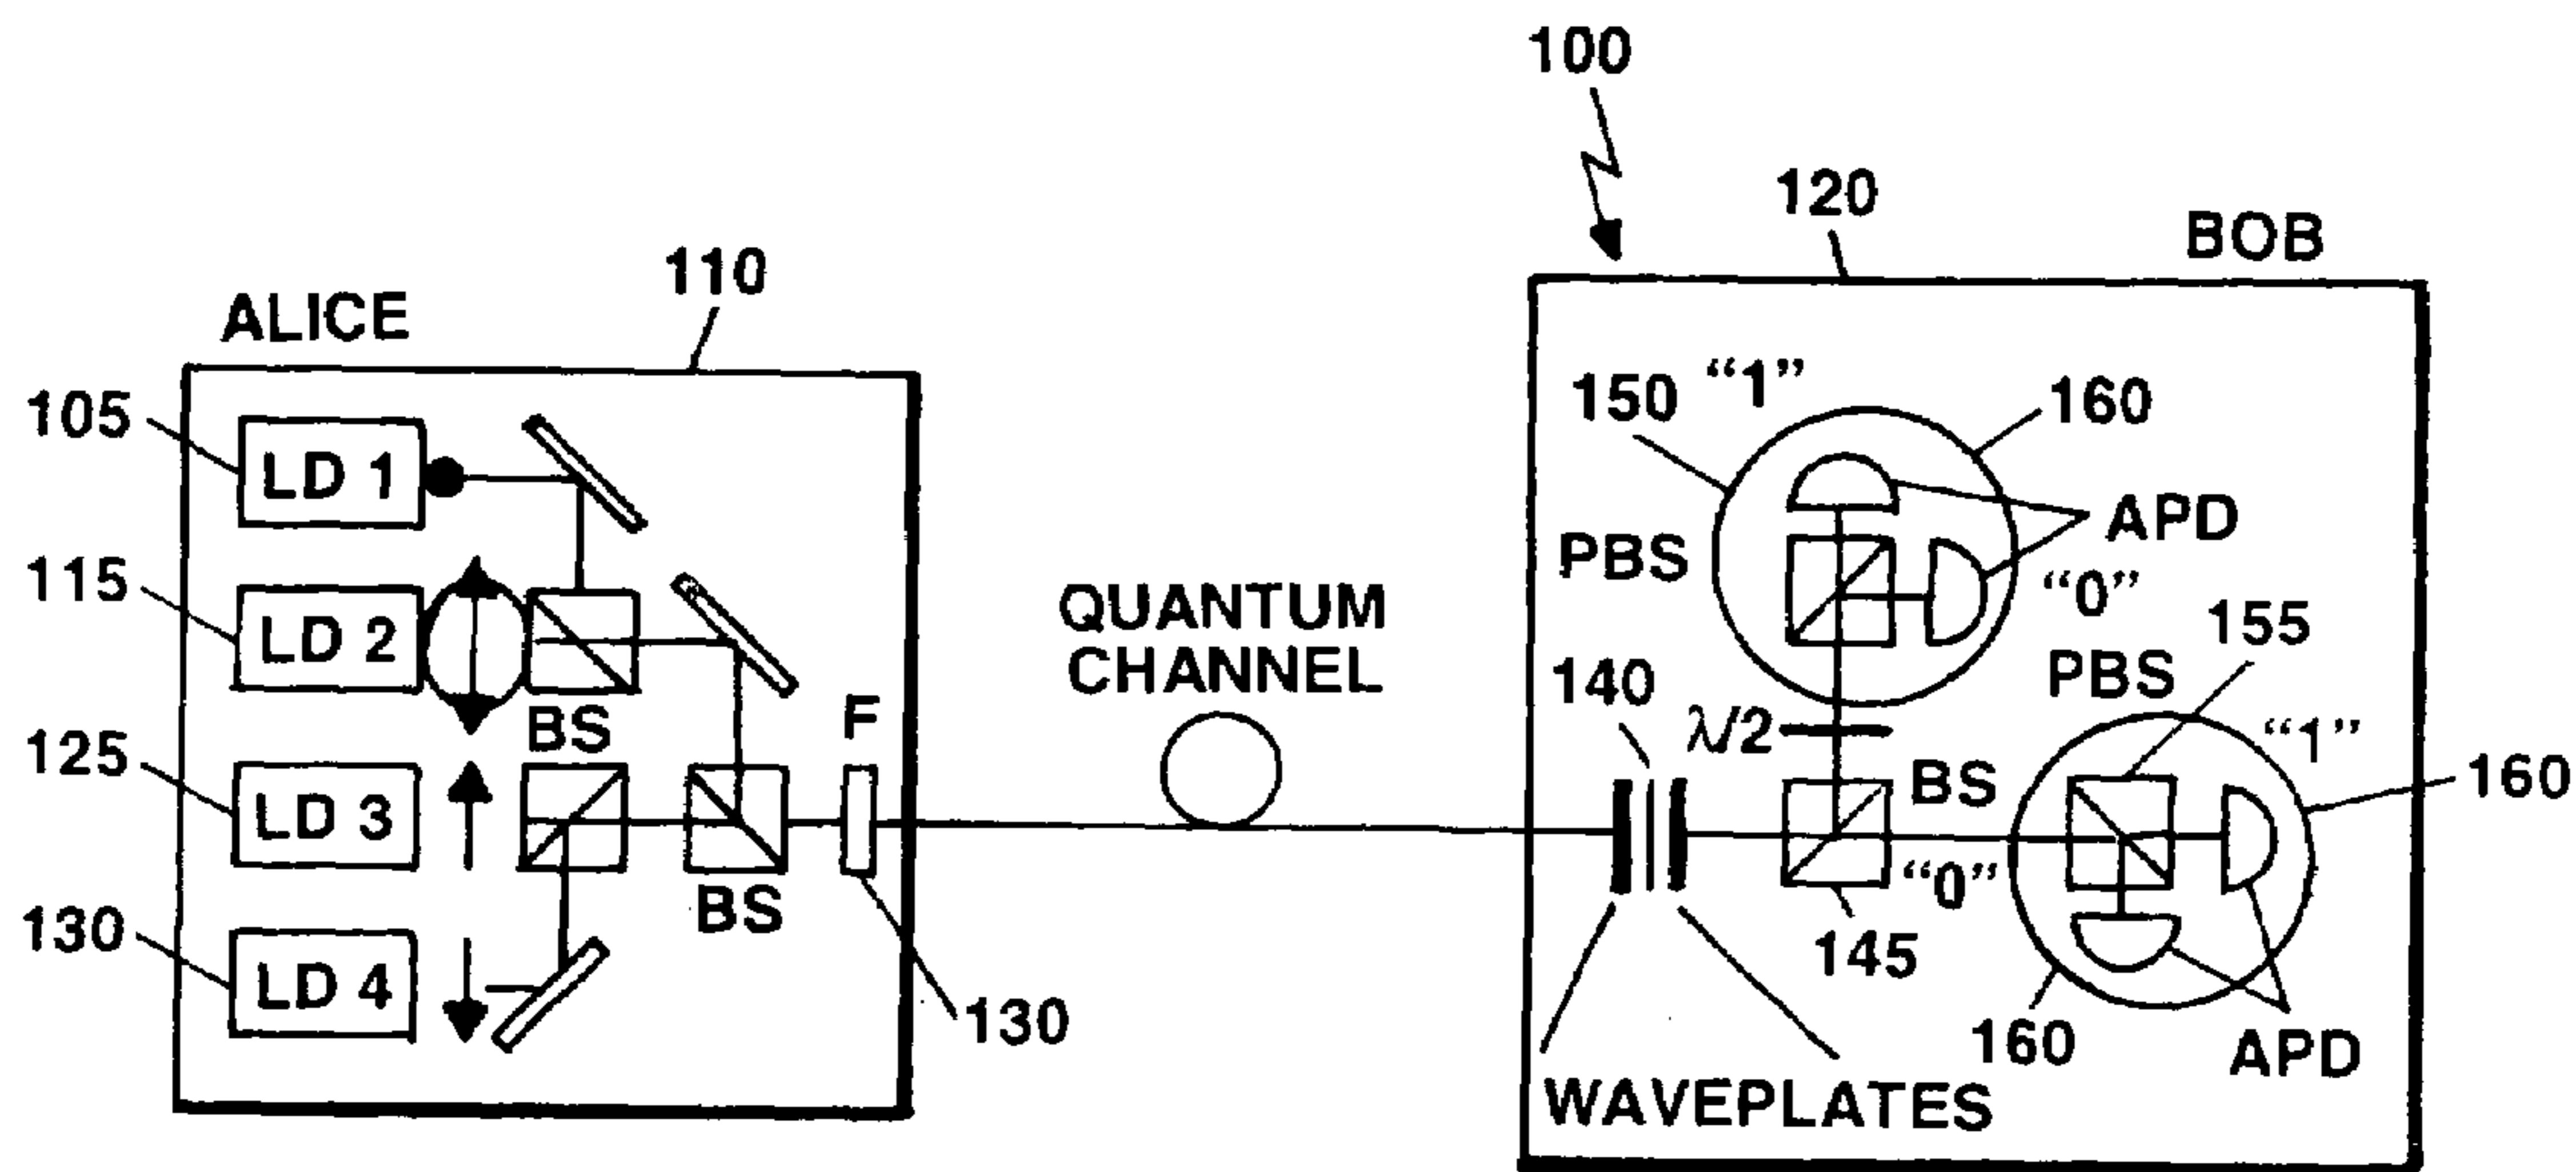 100
120
BOB
110
ALICE
105
LD 1
115
LD 2
BS
125
LD 3
F
130
LD 4
BS
130
QUANTUM
CHANNEL
150
“1”
160
APD
PBS
“0”
155
PBS
140
λ/2
“1”
BS
160
“0”
145
160
APD
WAVEPLATES